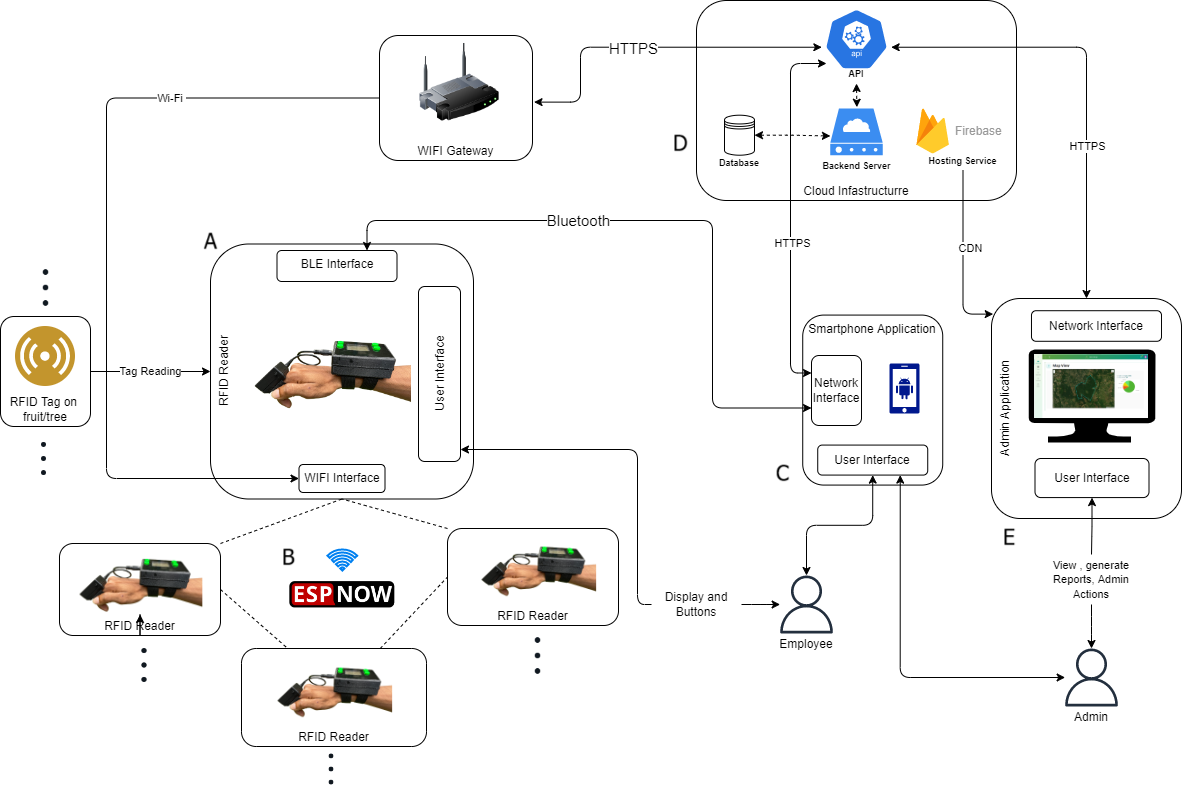 HTTPS
api
API
Wi-Fi
WIFI Gateway
D
Database
Backend Server
Firebase
Hosting Service
Cloud Infastructurre
HTTPS
HTTPS
CDN
Bluetooth
A
BLE Interface
RFID Reader
User Interface
WIFI Interface
Tag Reading
RFID Tag on
fruit/tree
Smartphone Application
Network
Interface
User Interface
C
Network Interface
Admin Application
Map View
User Interface
E
B
ESP NOW
RFID Reader
RFID Reader
RFID Reader
Display and
Buttons
Employee
View , generate
Reports, Admin
Actions
Admin